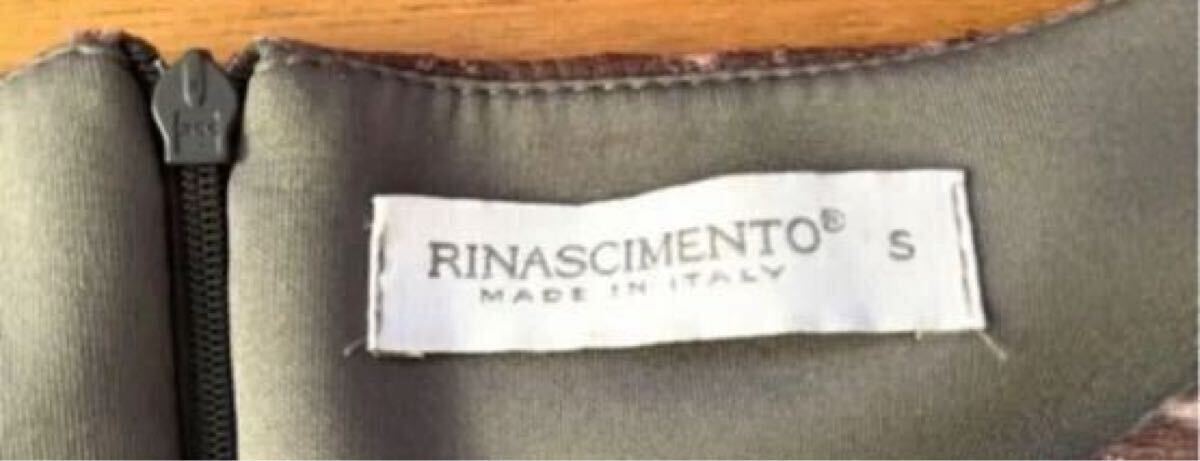 RINASCIMENTO® S
MADE IN ITALY